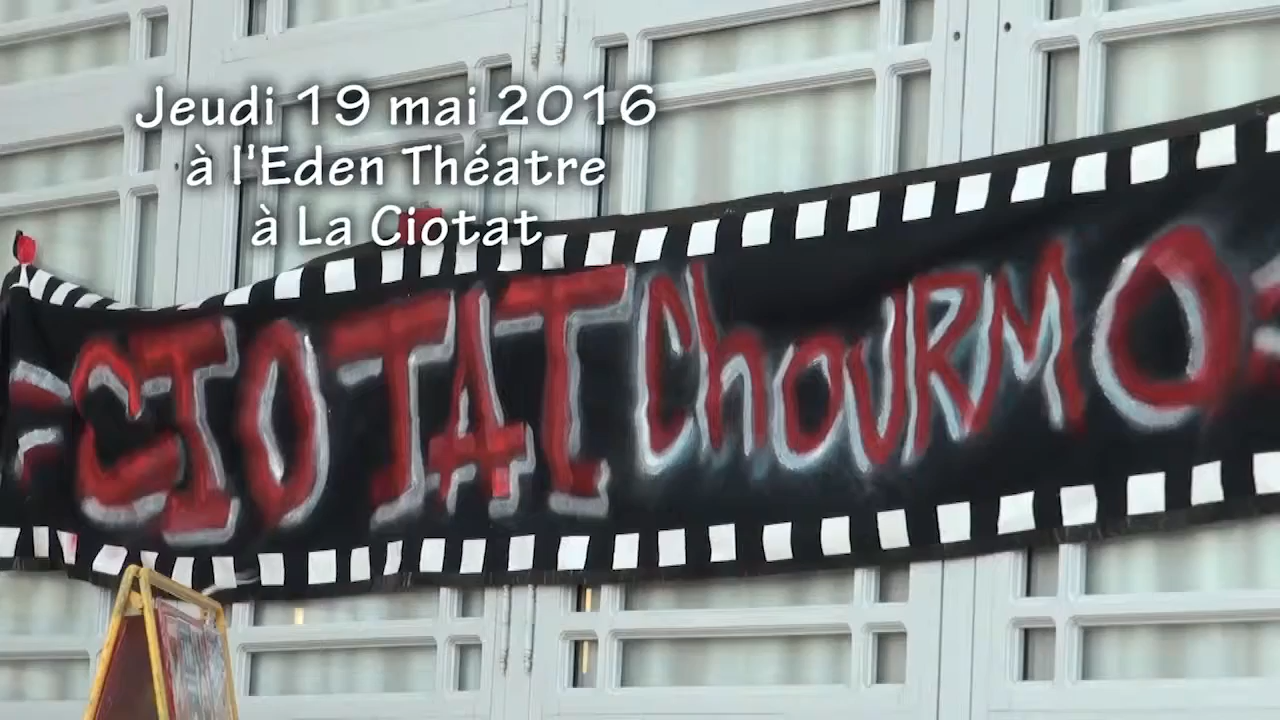 Jeudi 19 mai 2016
à l'Eden Théatre
à La Ciotat
CIOTAT ChOURMO